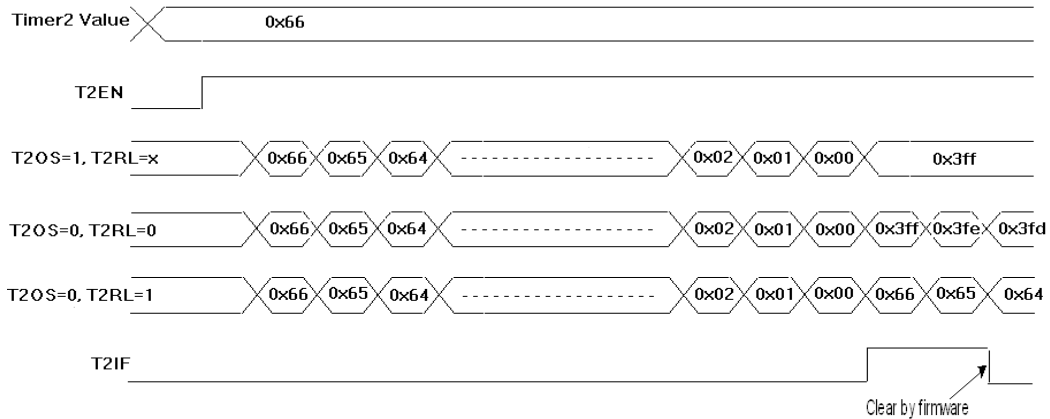 Timer2 Value 0x66
T2EN
T2OS=1, T2RL=x 0x66 0x65 0x64 0x02 0x01 0x00 0x3ff
T2OS=0, T2RL=0 0x66 0x65 0x64 0x02 0x01 0x00 0x3ff 0x3fe 0x3fd
T2OS=0, T2RL=1 0x66 0x65 0x64 0x02 0x01 0x00 0x66 0x65 0x64
T2IF
Clear by firmware